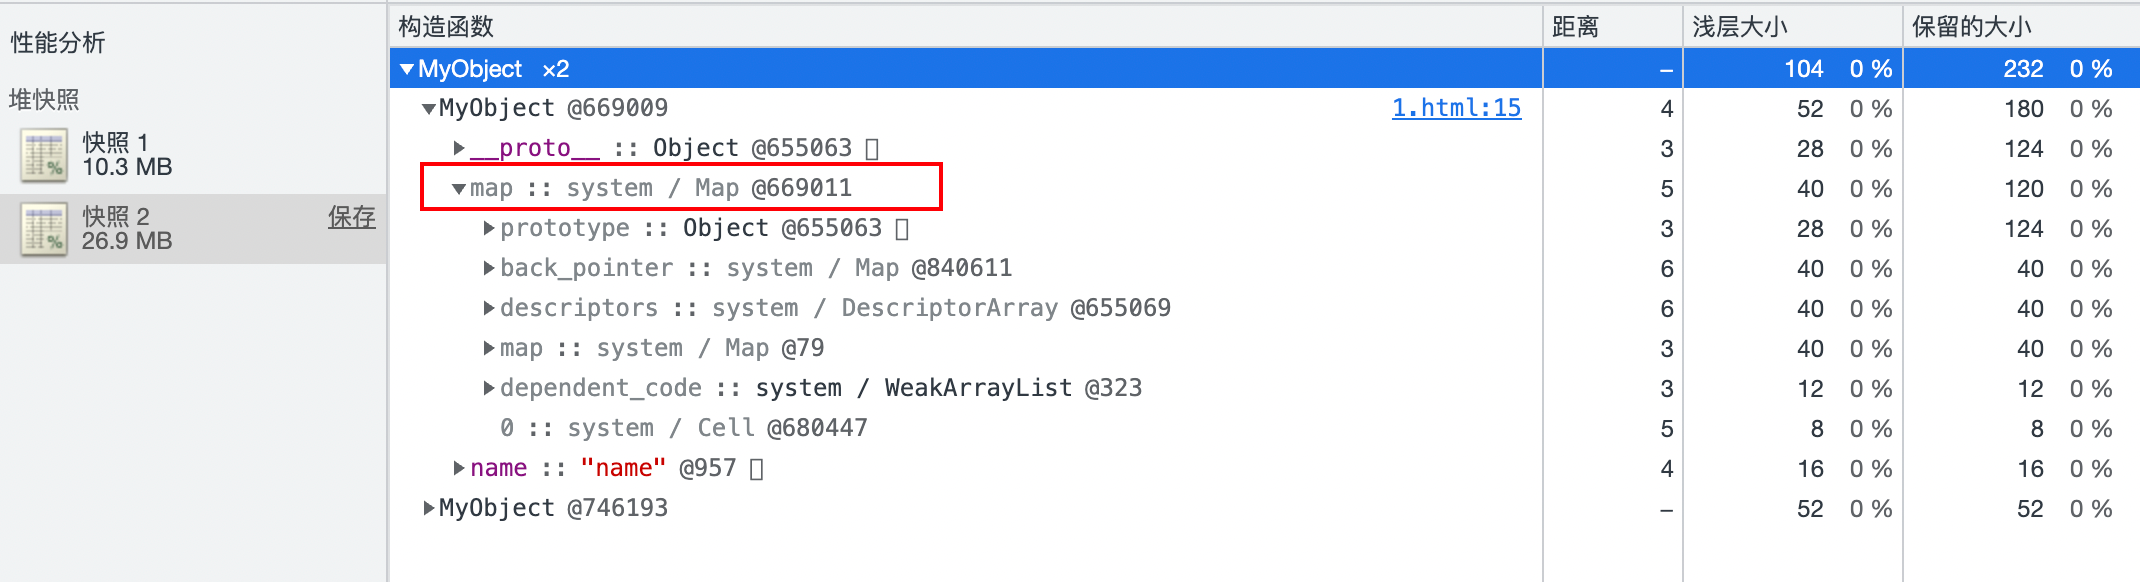 性能分析
堆快照
快照 1
10.3 MB
快照 2 保存
26.9 MB
构造函数 距离 浅层大小 保留的大小
MyObject ×2 – 104 0 % 232 0 %
MyObject @669009 1.html:15 4 52 0 % 180 0 %
__proto__ :: Object @655063 3 28 0 % 124 0 %
map :: system / Map @669011 5 40 0 % 120 0 %
prototype :: Object @655063 3 28 0 % 124 0 %
back_pointer :: system / Map @840611 6 40 0 % 40 0 %
descriptors :: system / DescriptorArray @655069 6 40 0 % 40 0 %
map :: system / Map @79 3 40 0 % 40 0 %
dependent_code :: system / WeakArrayList @323 3 12 0 % 12 0 %
0 :: system / Cell @680447 5 8 0 % 8 0 %
name :: "name" @957 4 16 0 % 16 0 %
MyObject @746193 – 52 0 % 52 0 %